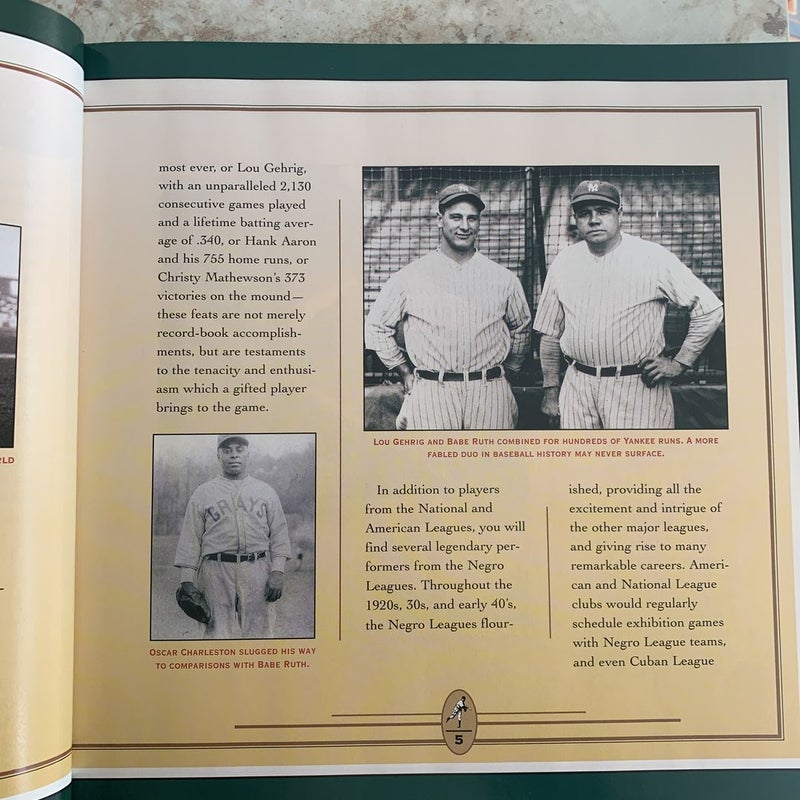 most ever, or Lou Gehrig,
with an unparalleled 2,130
consecutive games played
and a lifetime batting aver-
age of .340, or Hank Aaron
and his 755 home runs, or
Christy Mathewson's 373
victories on the mound—
these feats are not merely
record-book accomplish-
ments, but are testaments
to the tenacity and enthusi-
asm which a gifted player
brings to the game.
GRAYS
OSCAR CHARLESTON SLUGGED HIS WAY
TO COMPARISONS WITH BABE RUTH.
LOU GEHRIG AND BABE RUTH COMBINED FOR HUNDREDS OF YANKEE RUNS. A MORE
FABLED DUO IN BASEBALL HISTORY MAY NEVER SURFACE.
In addition to players
from the National and
American Leagues, you will
find several legendary per-
formers from the Negro
Leagues. Throughout the
1920s, 30s, and early 40's,
the Negro Leagues flour-
ished, providing all the
excitement and intrigue of
the other major leagues,
and giving rise to many
remarkable careers. Ameri-
can and National League
clubs would regularly
schedule exhibition games
with Negro League teams,
and even Cuban League
5